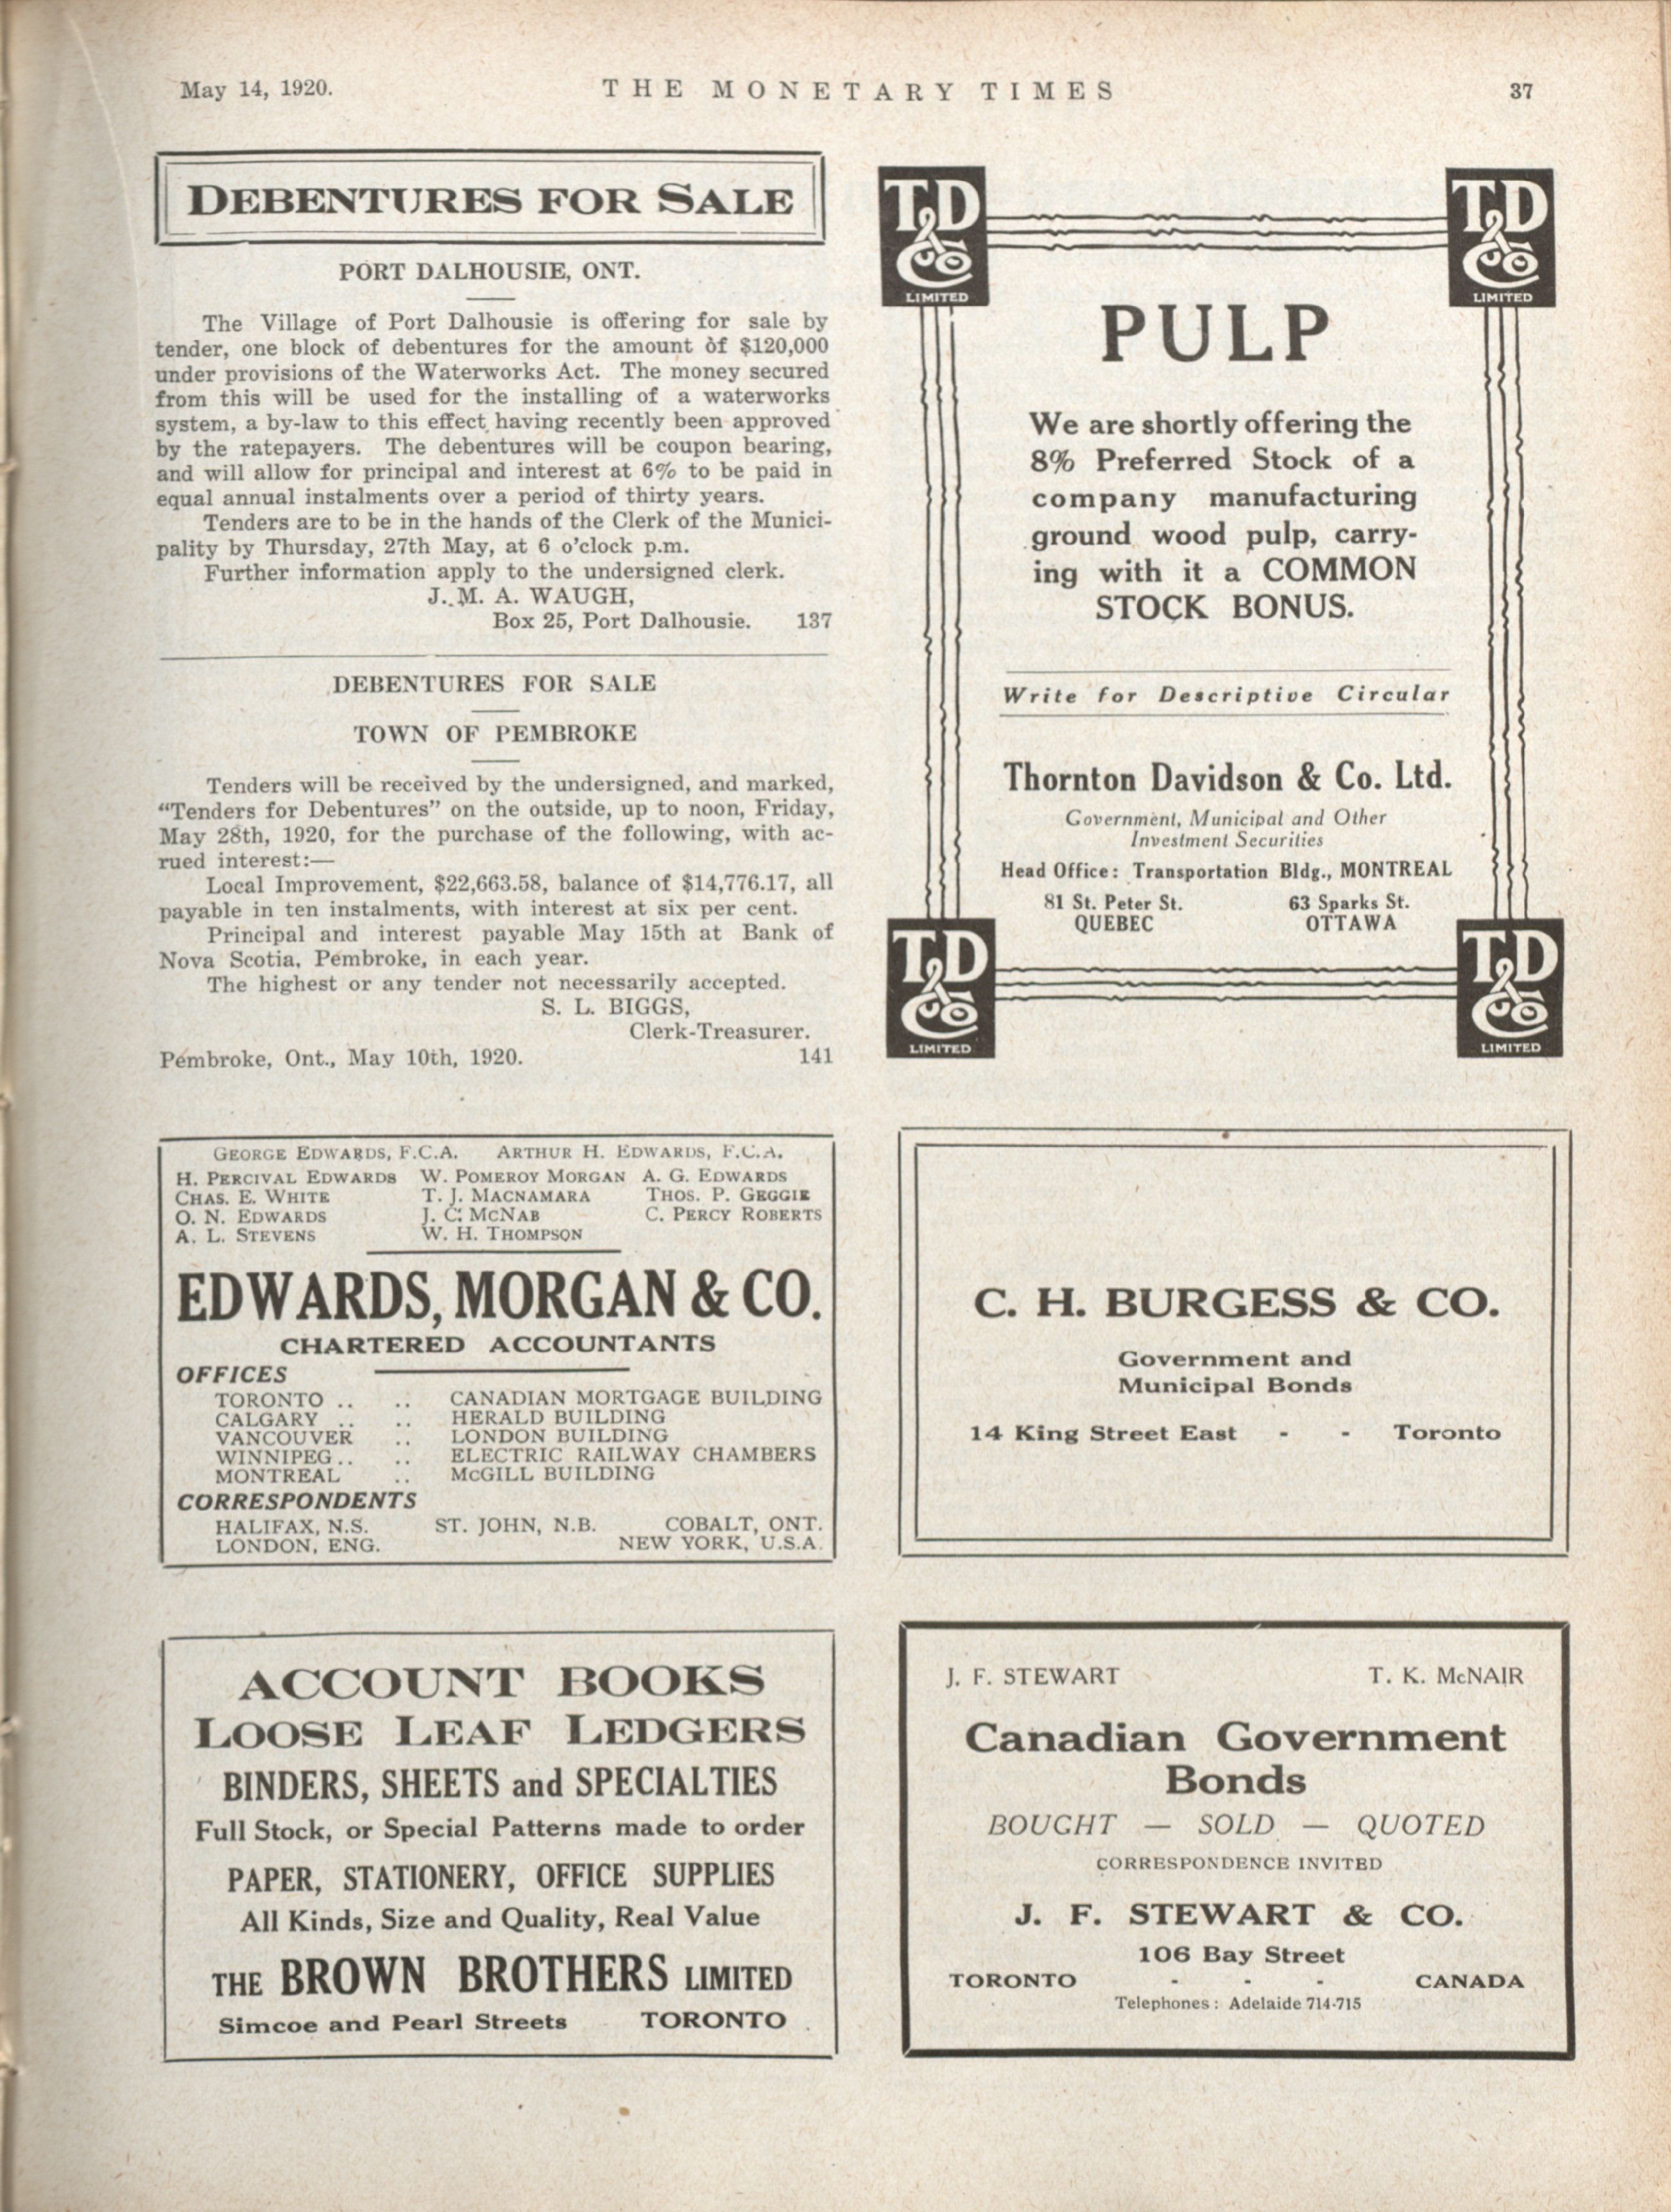 May 14, 1920.
THE MONETARY TIMES
37
DEBENTURES FOR SALE
PORT DALHOUSIE, ONT.
The Village of Port Dalhousie is offering for sale by
tender, one block of debentures for the amount of $120,000
under provisions of the Waterworks Act. The money secured
from this will be used for the installing of a waterworks
system, a by-law to this effect having recently been approved
by the ratepayers. The debentures will be coupon bearing,
and will allow for principal and interest at 6% to be paid in
equal annual instalments over a period of thirty years.
Tenders are to be in the hands of the Clerk of the Munici-
pality by Thursday, 27th May, at 6 o'clock p.m.
Further information apply to the undersigned clerk.
J. M. A. WAUGH,
Box 25, Port Dalhousie. 137
DEBENTURES FOR SALE
TOWN OF PEMBROKE
Tenders will be received by the undersigned, and marked,
“Tenders for Debentures” on the outside, up to noon, Friday,
May 28th, 1920, for the purchase of the following, with ac-
rued interest:—
Local Improvement, $22,663.58, balance of $14,776.17, all
payable in ten instalments, with interest at six per cent.
Principal and interest payable May 15th at Bank of
Nova Scotia, Pembroke, in each year.
The highest or any tender not necessarily accepted.
S. L. BIGGS,
Clerk-Treasurer.
Pembroke, Ont., May 10th, 1920. 141
GEORGE EDWARDS, F.C.A. ARTHUR H. EDWARDS, F.C.A.
H. PERCIVAL EDWARDS W. POMEROY MORGAN A. G. EDWARDS
CHAS. E. WHITE T. J. MACNAMARA THOS. P. GEGGIE
O. N. EDWARDS J. C. MCNAB C. PERCY ROBERTS
A. L. STEVENS W. H. THOMPSON
EDWARDS, MORGAN & CO.
CHARTERED ACCOUNTANTS
OFFICES
TORONTO .. .. CANADIAN MORTGAGE BUILDING
CALGARY .. .. HERALD BUILDING
VANCOUVER .. LONDON BUILDING
WINNIPEG .. .. ELECTRIC RAILWAY CHAMBERS
MONTREAL .. McGILL BUILDING
CORRESPONDENTS
HALIFAX, N.S. ST. JOHN, N.B. COBALT, ONT.
LONDON, ENG. NEW YORK, U.S.A.
ACCOUNT BOOKS
LOOSE LEAF LEDGERS
BINDERS, SHEETS and SPECIALTIES
Full Stock, or Special Patterns made to order
PAPER, STATIONERY, OFFICE SUPPLIES
All Kinds, Size and Quality, Real Value
THE BROWN BROTHERS LIMITED
Simcoe and Pearl Streets TORONTO
TD & Co LIMITED
TD & Co LIMITED
PULP
We are shortly offering the
8% Preferred Stock of a
company manufacturing
ground wood pulp, carry-
ing with it a COMMON
STOCK BONUS.
Write for Descriptive Circular
Thornton Davidson & Co. Ltd.
Government, Municipal and Other
Investment Securities
Head Office: Transportation Bldg., MONTREAL
81 St. Peter St. 63 Sparks St.
QUEBEC OTTAWA
TD & Co LIMITED
TD & Co LIMITED
C. H. BURGESS & CO.
Government and
Municipal Bonds
14 King Street East - - Toronto
J. F. STEWART T. K. McNAIR
Canadian Government
Bonds
BOUGHT — SOLD — QUOTED
CORRESPONDENCE INVITED
J. F. STEWART & CO.
106 Bay Street
TORONTO - - - CANADA
Telephones: Adelaide 714-715